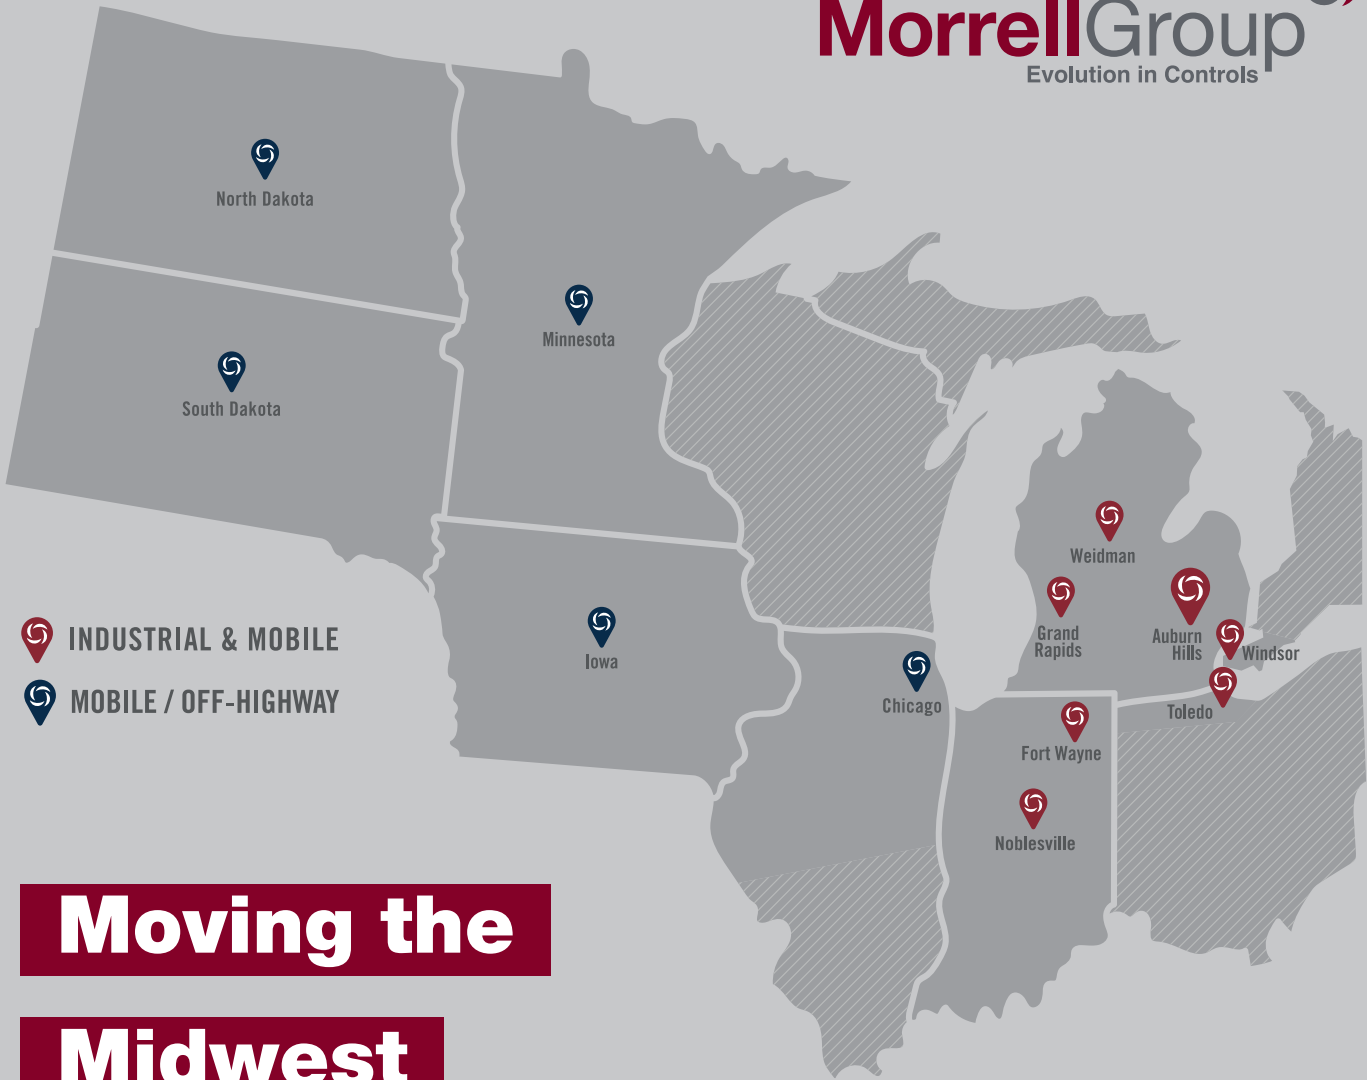 MorrellGroup
Evolution in Controls
North Dakota
Minnesota
South Dakota
Weidman
INDUSTRIAL & MOBILE
Grand
Rapids
Auburn
Hills
Windsor
Iowa
MOBILE / OFF-HIGHWAY
Chicago
Toledo
Fort Wayne
Noblesville
Moving the
Midwest